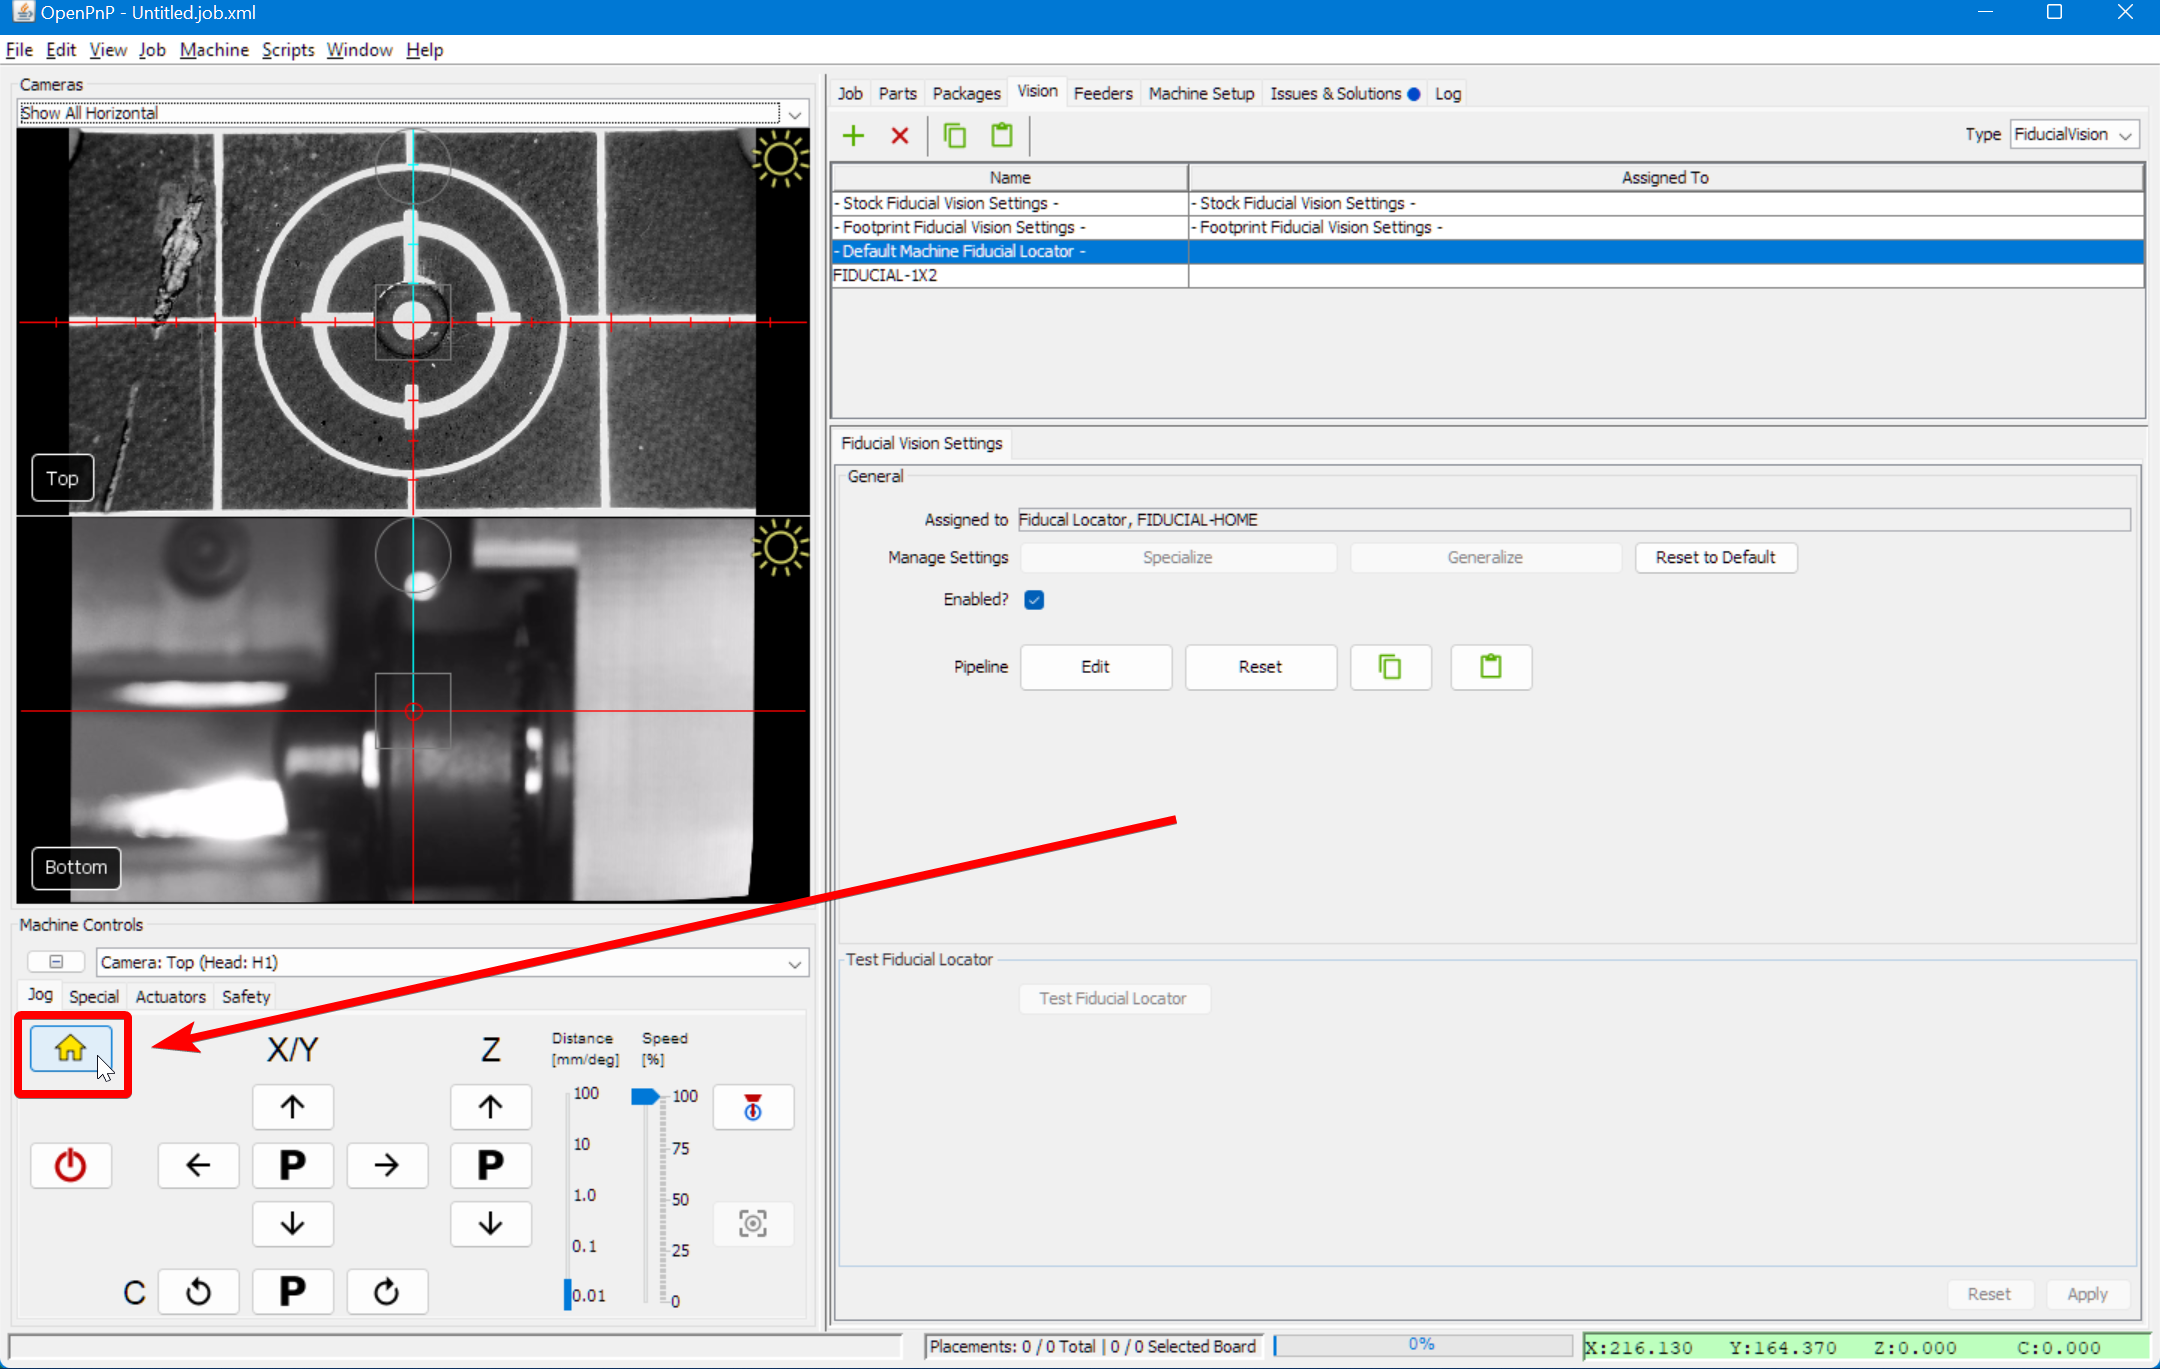 OpenPnP - Untitled.job.xml
File Edit View Job Machine Scripts Window Help
Cameras
Show All Horizontal
Top
Bottom
Machine Controls
Camera: Top (Head: H1)
Jog Special Actuators Safety
X/Y
Z
Distance [mm/deg]
Speed [%]
100
10
1.0
0.1
0.01
100
75
50
25
0
P
P
C
P
Job Parts Packages Vision Feeders Machine Setup Issues & Solutions Log
Type FiducialVision
Name Assigned To
- Stock Fiducial Vision Settings - - Stock Fiducial Vision Settings -
- Footprint Fiducial Vision Settings - - Footprint Fiducial Vision Settings -
- Default Machine Fiducial Locator -
FIDUCIAL-1X2
Fiducial Vision Settings
General
Assigned to Fiducal Locator, FIDUCIAL-HOME
Manage Settings Specialize Generalize Reset to Default
Enabled?
Pipeline Edit Reset
Test Fiducial Locator
Test Fiducial Locator
Reset Apply
Placements: 0 / 0 Total | 0 / 0 Selected Board 0% X:216.130 Y:164.370 Z:0.000 C:0.000